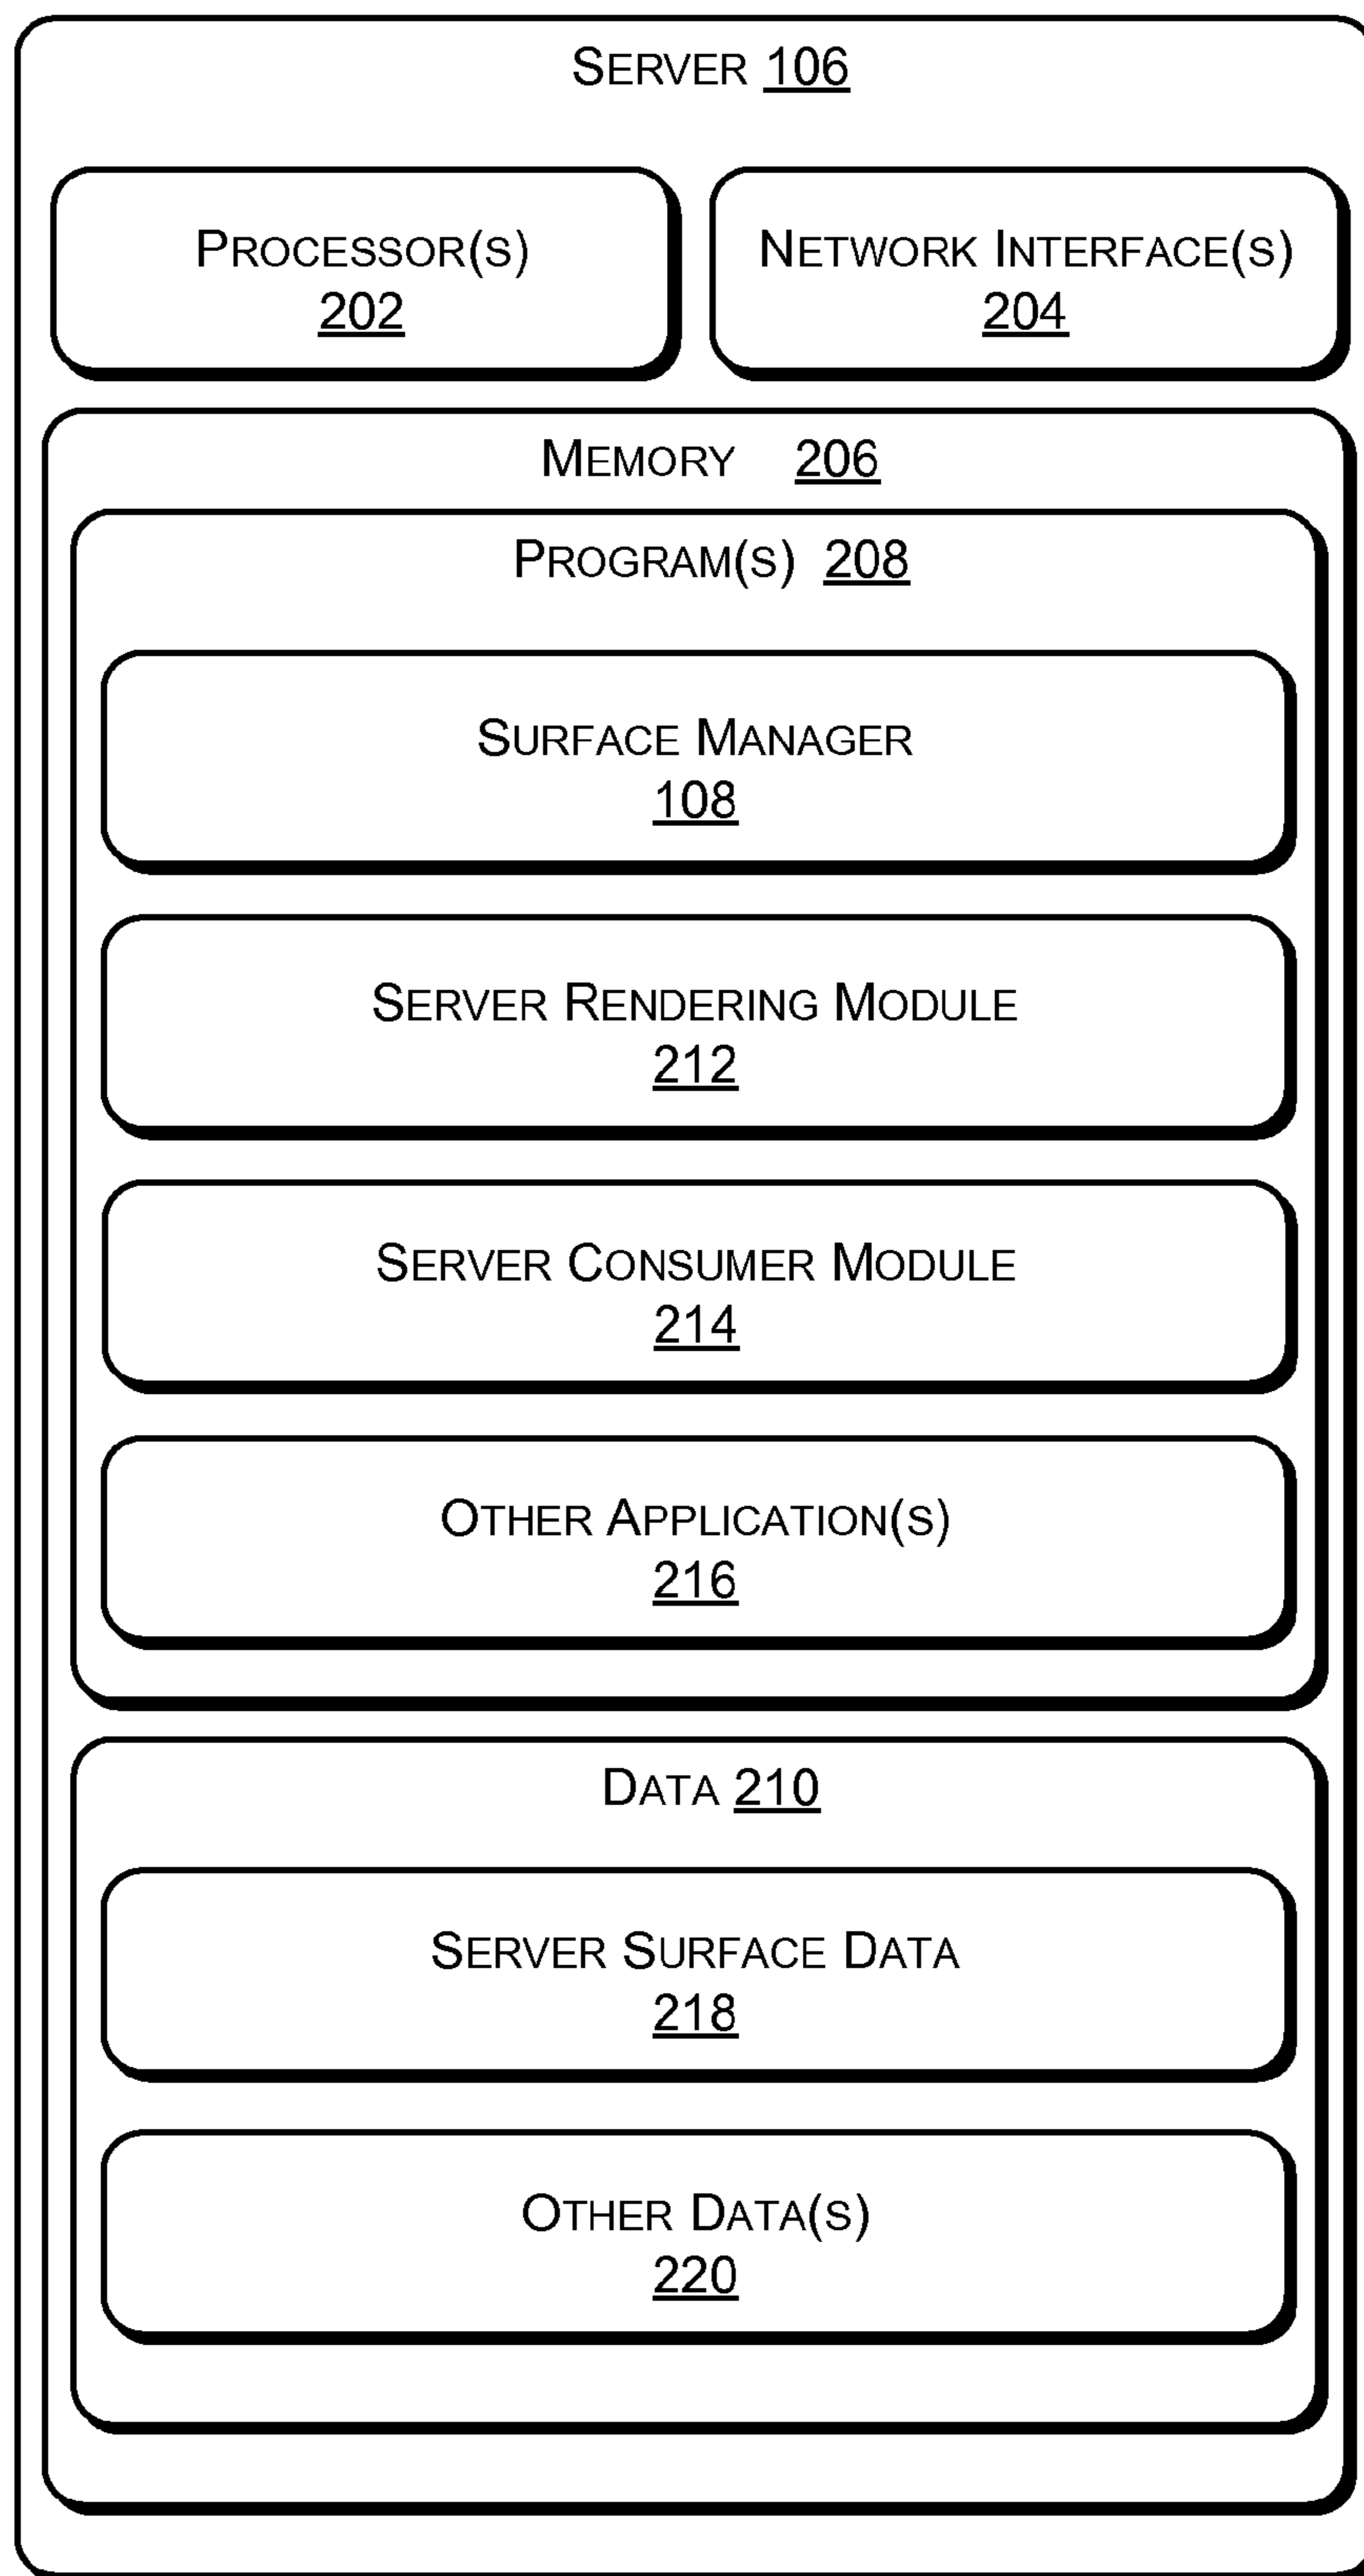 SERVER 106
PROCESSOR(S)
202
NETWORK INTERFACE(S)
204
MEMORY 206
PROGRAM(S) 208
SURFACE MANAGER
108
SERVER RENDERING MODULE
212
SERVER CONSUMER MODULE
214
OTHER APPLICATION(S)
216
DATA 210
SERVER SURFACE DATA
218
OTHER DATA(S)
220